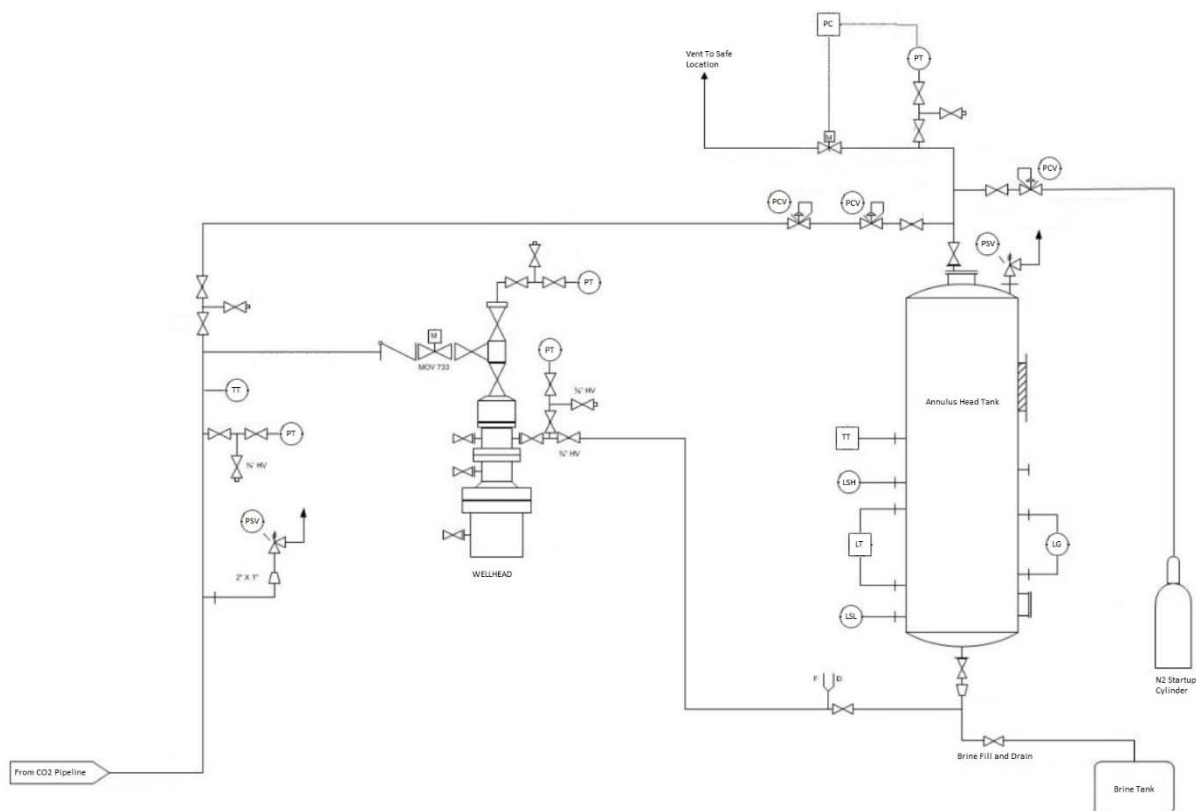 PC
Vent To Safe
Location
PT
M
PCV
PCV
PCV
PSV
PT
M
MOV 733
PT
TT
¾" HV
Annulus Head Tank
PT
¾" HV
¾" HV
TT
LSH
PSV
LT
LG
2" X 1"
WELLHEAD
LSL
N2 Startup
Cylinder
F D
Brine Fill and Drain
From CO2 Pipeline
Brine Tank